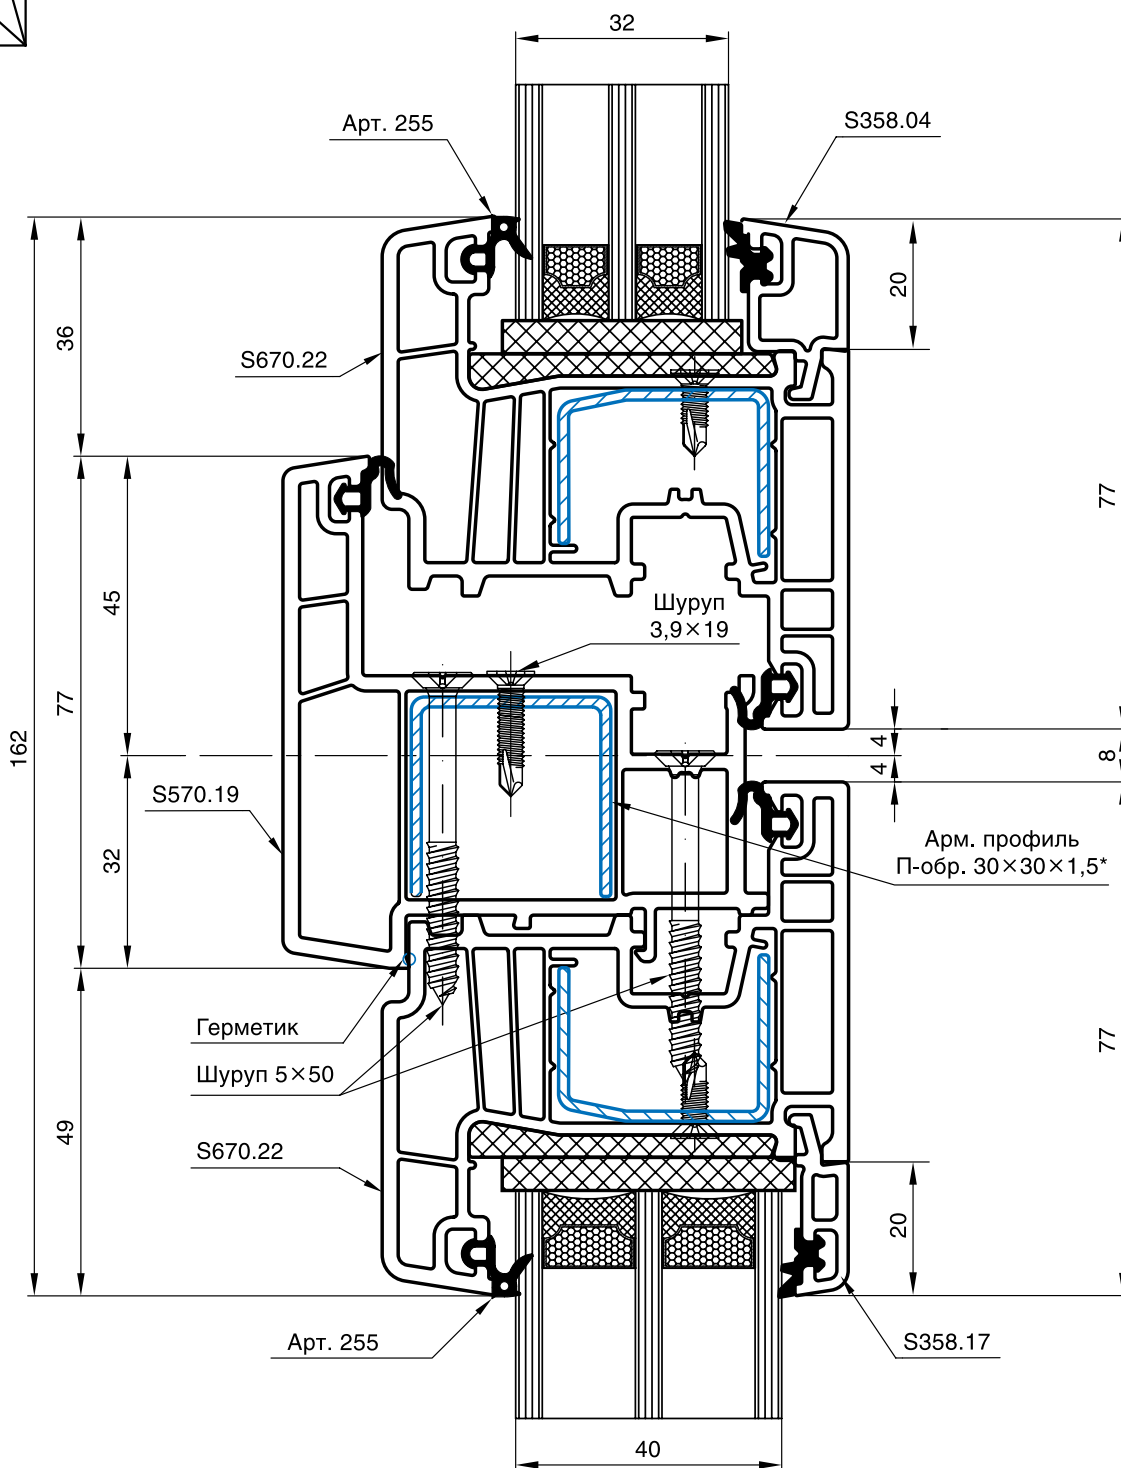 32
Арт. 255
S358.04
20
36
S670.22
77
45
Шуруп
3,9×19
77
162
4
4
8
S570.19
32
Арм. профиль
П-обр. 30×30×1,5*
Герметик
Шуруп 5×50
77
49
S670.22
20
Арт. 255
S358.17
40